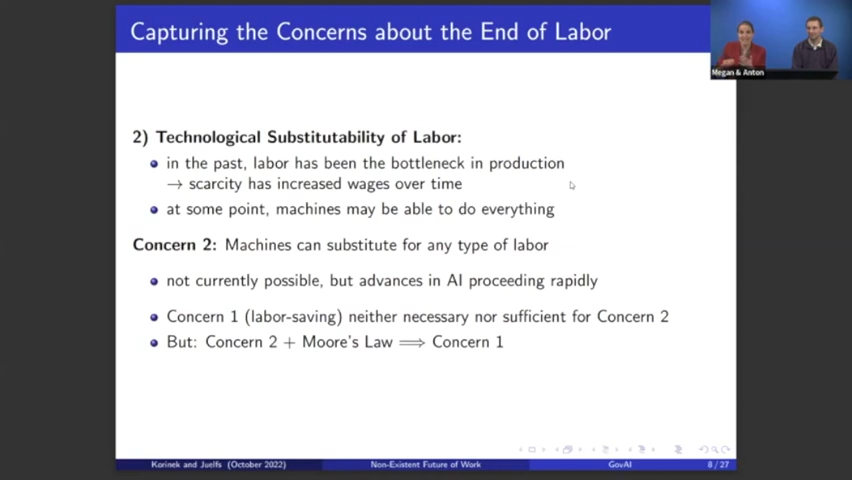 Capturing the Concerns about the End of Labor
Megan & Anton
2) Technological Substitutability of Labor:
in the past, labor has been the bottleneck in production
→ scarcity has increased wages over time
at some point, machines may be able to do everything
Concern 2: Machines can substitute for any type of labor
not currently possible, but advances in AI proceeding rapidly
Concern 1 (labor-saving) neither necessary nor sufficient for Concern 2
But: Concern 2 + Moore's Law ⟹ Concern 1
Korinek and Juelfs (October 2022) Non-Existent Future of Work GovAI 8 / 27